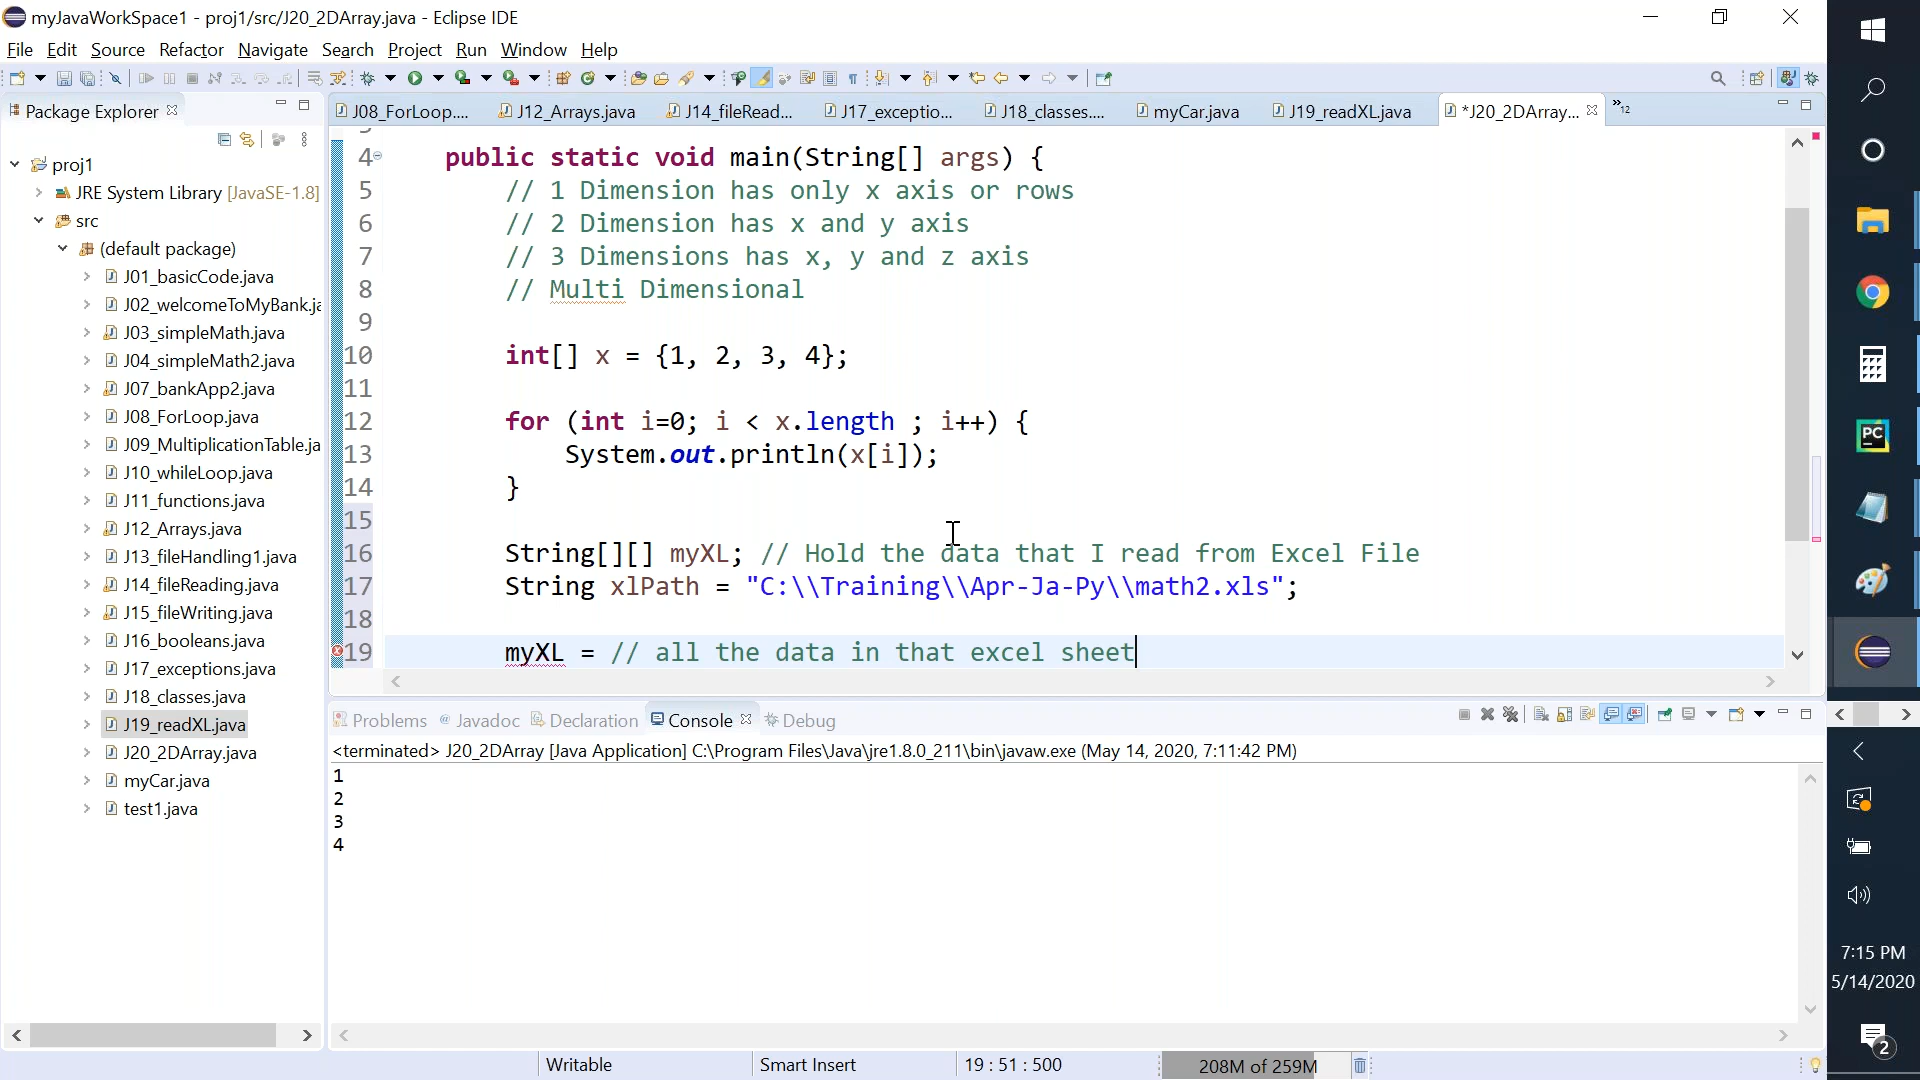 myJavaWorkSpace1 - proj1/src/J20_2DArray.java - Eclipse IDE
File Edit Source Refactor Navigate Search Project Run Window Help
Package Explorer
J08_ForLoop.... J12_Arrays.java J14_fileRead... J17_exceptio... J18_classes.... myCar.java J19_readXL.java *J20_2DArray... »12
proj1
JRE System Library [JavaSE-1.8]
src
(default package)
J01_basicCode.java
J02_welcomeToMyBank.ja
J03_simpleMath.java
J04_simpleMath2.java
J07_bankApp2.java
J08_ForLoop.java
J09_MultiplicationTable.ja
J10_whileLoop.java
J11_functions.java
J12_Arrays.java
J13_fileHandling1.java
J14_fileReading.java
J15_fileWriting.java
J16_booleans.java
J17_exceptions.java
J18_classes.java
J19_readXL.java
J20_2DArray.java
myCar.java
test1.java
4 public static void main(String[] args) {
5 // 1 Dimension has only x axis or rows
6 // 2 Dimension has x and y axis
7 // 3 Dimensions has x, y and z axis
8 // Multi Dimensional
9
10 int[] x = {1, 2, 3, 4};
11
12 for (int i=0; i < x.length ; i++) {
13 System.out.println(x[i]);
14 }
15
16 String[][] myXL; // Hold the data that I read from Excel File
17 String xlPath = "C:\\Training\\Apr-Ja-Py\\math2.xls";
18
19 myXL = // all the data in that excel sheet
Problems @ Javadoc Declaration Console Debug
<terminated> J20_2DArray [Java Application] C:\Program Files\Java\jre1.8.0_211\bin\javaw.exe (May 14, 2020, 7:11:42 PM)
1
2
3
4
Writable Smart Insert 19 : 51 : 500 208M of 259M
PC
7:15 PM
5/14/2020
2